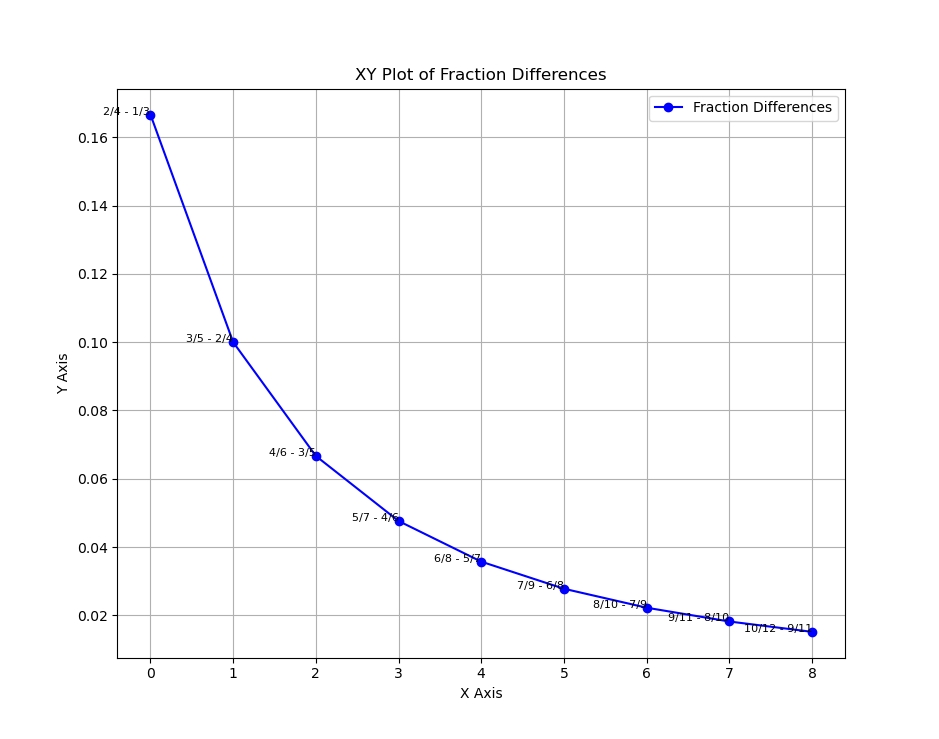 XY Plot of Fraction Differences
Fraction Differences
2/4 - 1/3
3/5 - 2/4
4/6 - 3/5
5/7 - 4/6
6/8 - 5/7
7/9 - 6/8
8/10 - 7/9
9/11 - 8/10
10/12 - 9/11
Y Axis
0.16
0.14
0.12
0.10
0.08
0.06
0.04
0.02
0 1 2 3 4 5 6 7 8
X Axis